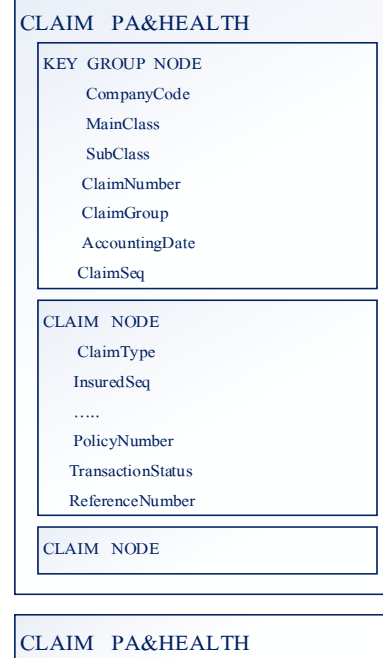 CLAIM PA&HEALTH
KEY GROUP NODE
CompanyCode
MainClass
SubClass
ClaimNumber
ClaimGroup
AccountingDate
ClaimSeq
CLAIM NODE
ClaimType
InsuredSeq
…..
PolicyNumber
TransactionStatus
ReferenceNumber
CLAIM NODE
CLAIM PA&HEALTH